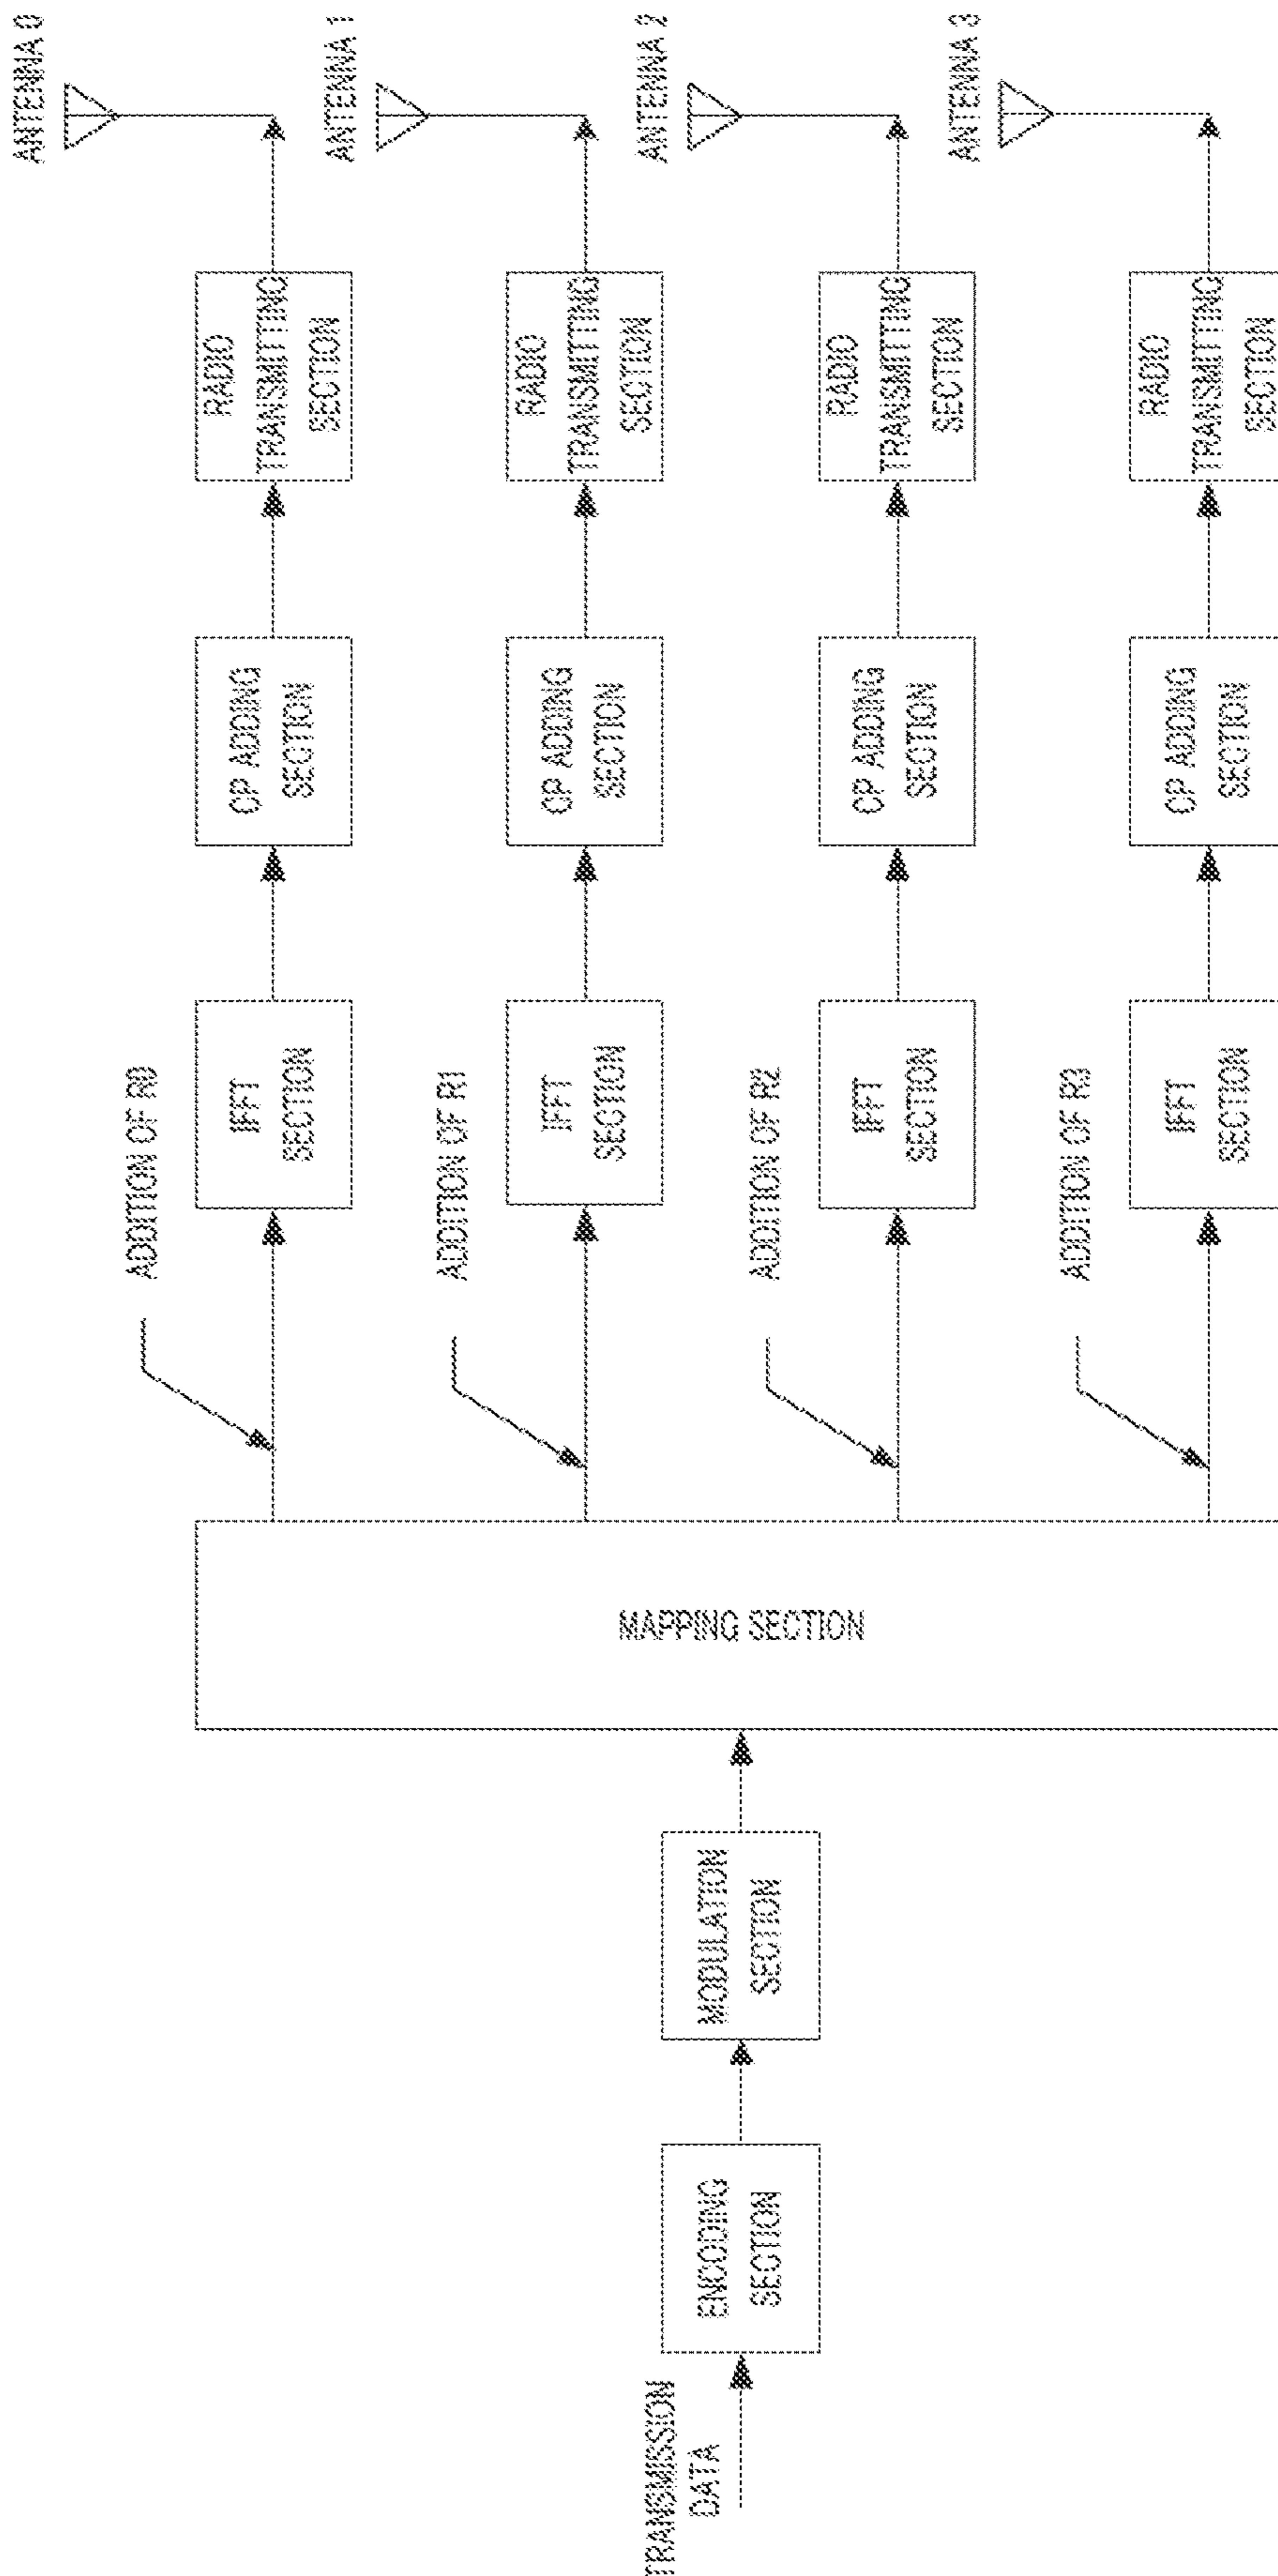 TRANSMISSION
DATA
ENCODING
SECTION
MODULATION
SECTION
MAPPING SECTION
ADDITION OF R0
IFFT
SECTION
CP ADDING
SECTION
RADIO
TRANSMITTING
SECTION
ANTENNA 0
ADDITION OF R1
IFFT
SECTION
CP ADDING
SECTION
RADIO
TRANSMITTING
SECTION
ANTENNA 1
ADDITION OF R2
IFFT
SECTION
CP ADDING
SECTION
RADIO
TRANSMITTING
SECTION
ANTENNA 2
ADDITION OF R3
IFFT
SECTION
CP ADDING
SECTION
RADIO
TRANSMITTING
SECTION
ANTENNA 3